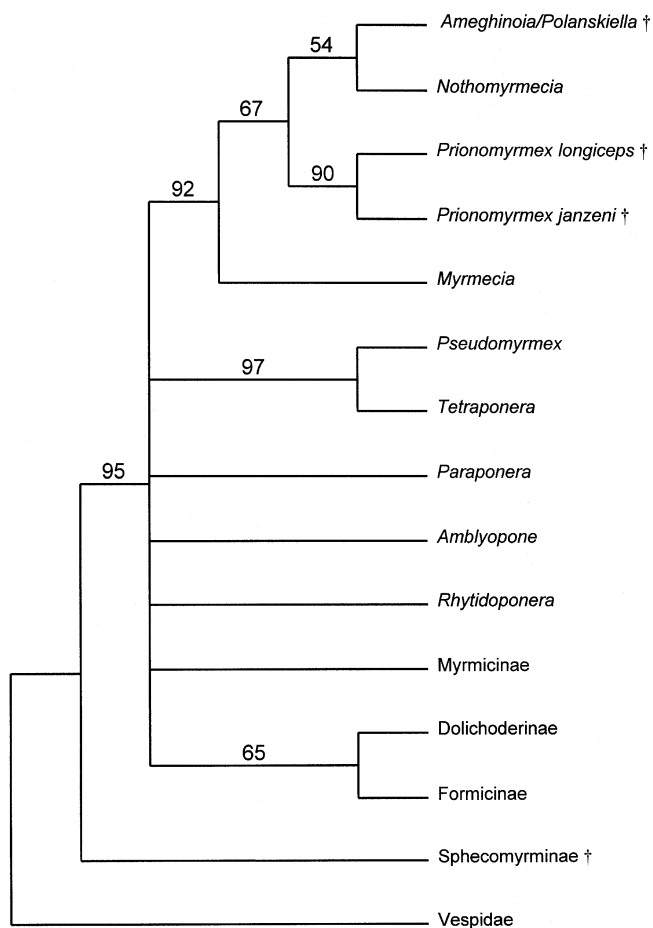 Ameghinoia/Polanskiella †
54
Nothomyrmecia
67
Prionomyrmex longiceps †
90
92
Prionomyrmex janzeni †
Myrmecia
Pseudomyrmex
97
Tetraponera
Paraponera
95
Amblyopone
Rhytidoponera
Myrmicinae
Dolichoderinae
65
Formicinae
Sphecomyrminae †
Vespidae